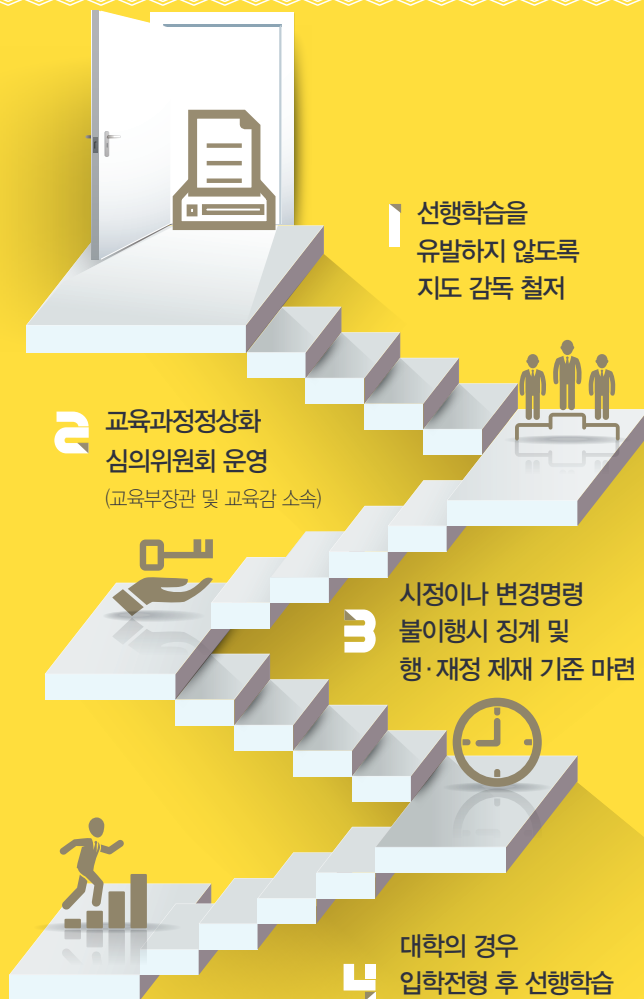 1 선행학습을
유발하지 않도록
지도 감독 철저
2 교육과정정상화
심의위원회 운영
(교육부장관 및 교육감 소속)
3 시정이나 변경명령
불이행시 징계 및
행·재정 제재 기준 마련
4 대학의 경우
입학전형 후 선행학습